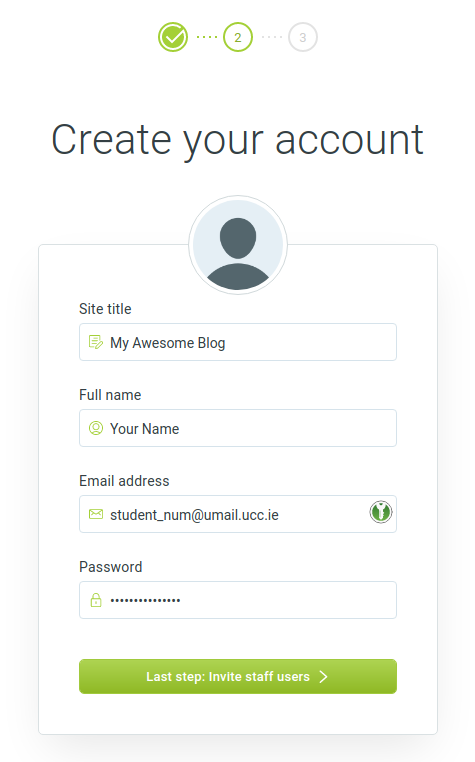 2
3
Create your account
Site title
My Awesome Blog
Full name
Your Name
Email address
student_num@umail.ucc.ie
Password
•••••••••••••••
Last step: Invite staff users